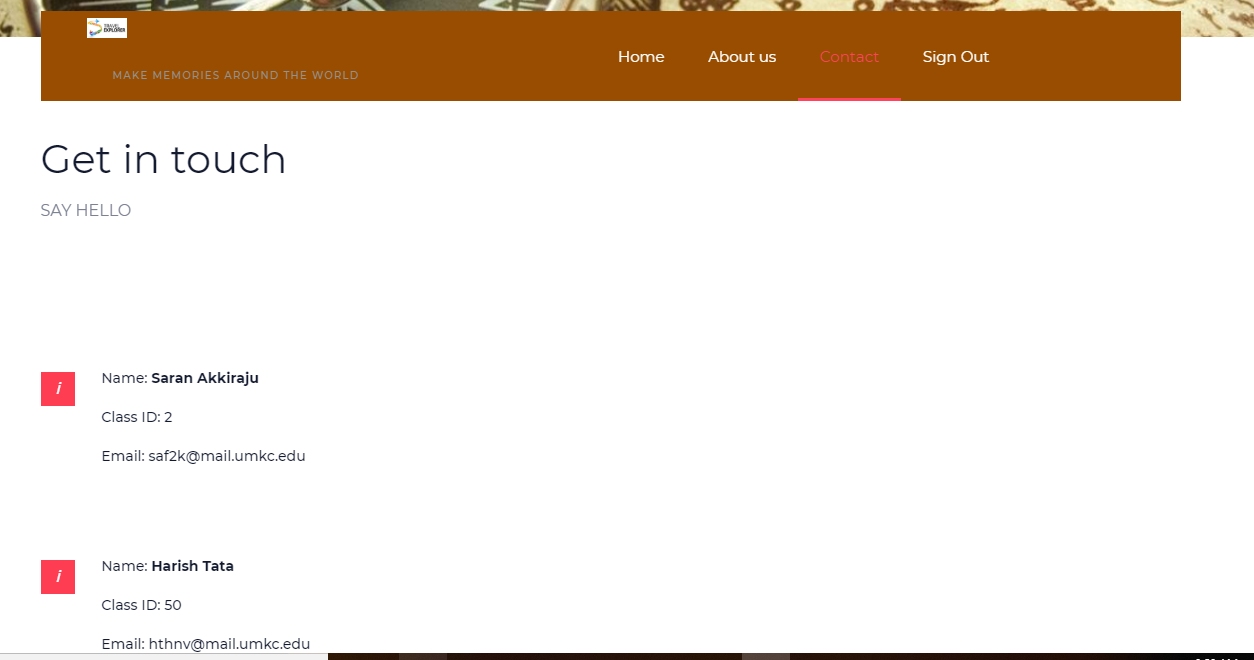 TRAVEL
EXPLORER
MAKE MEMORIES AROUND THE WORLD
Home
About us
Contact
Sign Out
Get in touch
SAY HELLO
i
Name: Saran Akkiraju
Class ID: 2
Email: saf2k@mail.umkc.edu
i
Name: Harish Tata
Class ID: 50
Email: hthnv@mail.umkc.edu